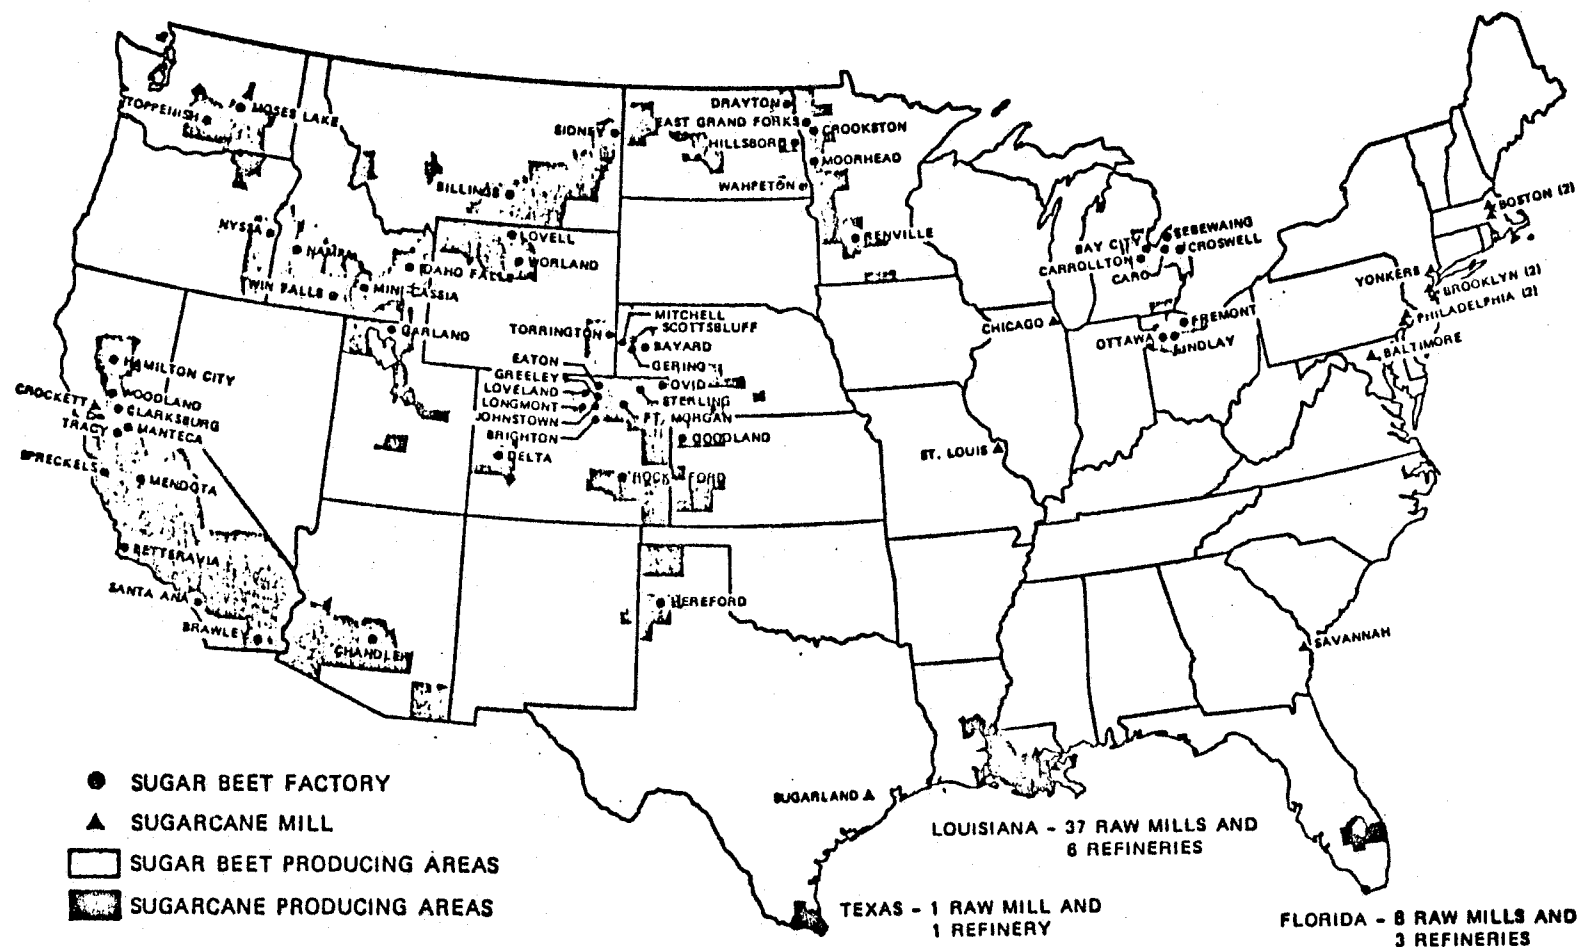 DRAYTON
EAST GRAND FORKS
CROOKSTON
HILLSBORO
MOORHEAD
WAHPETON
RENVILLE
TOPPENISH
MOSES LAKE
SIDNEY
BILLINGS
NYSSA
NAMPA
TWIN FALLS
MINI-CASSIA
IDAHO FALLS
LOVELL
WORLAND
GARLAND
TORRINGTON
MITCHELL
SCOTTSBLUFF
BAYARD
GERING
EATON
GREELEY
LOVELAND
LONGMONT
JOHNSTOWN
BRIGHTON
OVID
STERLING
FT. MORGAN
GOODLAND
DELTA
ROCKY FORD
HAMILTON CITY
WOODLAND
CROCKETT
CLARKSBURG
TRACY
MANTECA
SPRECKELS
MENDOTA
BETTERAVIA
SANTA ANA
BRAWLEY
CHANDLER
HEREFORD
BAY CITY
SEBEWAING
CROSWELL
CARROLLTON
CARO
CHICAGO
FREMONT
OTTAWA
FINDLAY
ST. LOUIS
BOSTON (2)
YONKERS
BROOKLYN (2)
PHILADELPHIA (2)
BALTIMORE
SAVANNAH
SUGARLAND
LOUISIANA - 37 RAW MILLS AND
6 REFINERIES
TEXAS - 1 RAW MILL AND
1 REFINERY
FLORIDA - 8 RAW MILLS AND
3 REFINERIES
SUGAR BEET FACTORY
SUGARCANE MILL
SUGAR BEET PRODUCING AREAS
SUGARCANE PRODUCING AREAS